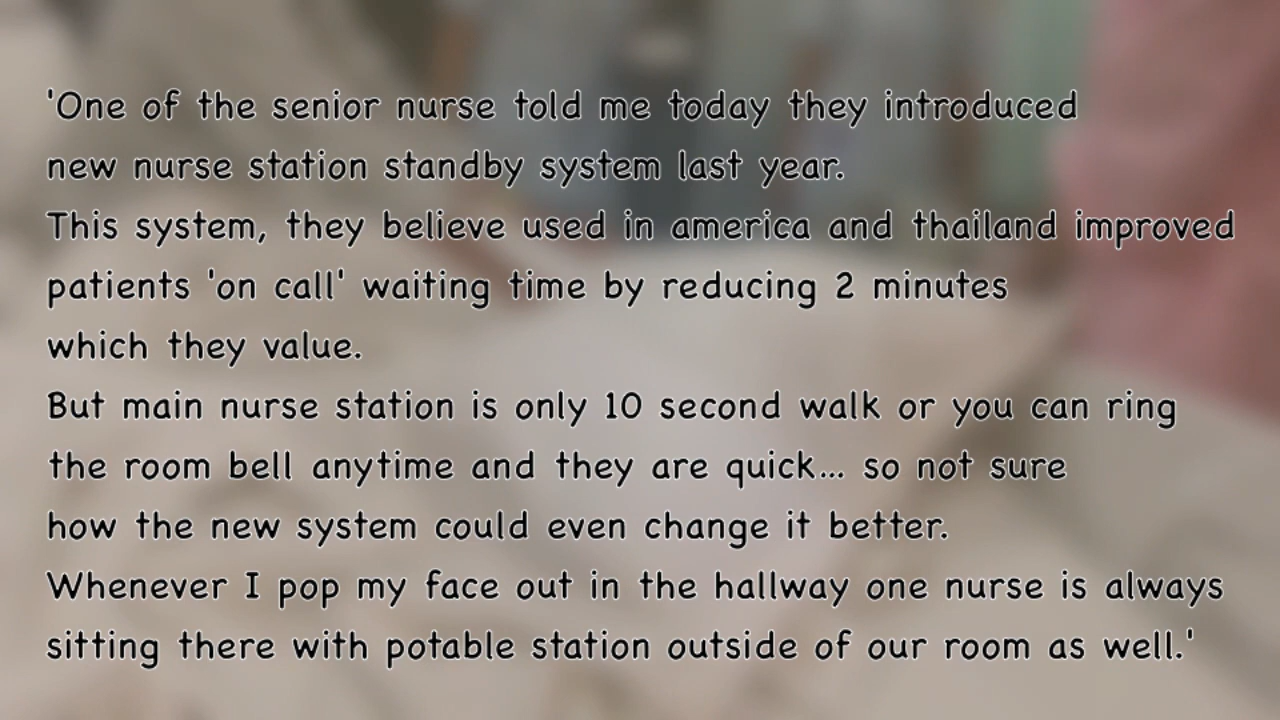 'One of the senior nurse told me today they introduced
new nurse station standby system last year.
This system, they believe used in america and thailand improved
patients 'on call' waiting time by reducing 2 minutes
which they value.
But main nurse station is only 10 second walk or you can ring
the room bell anytime and they are quick... so not sure
how the new system could even change it better.
Whenever I pop my face out in the hallway one nurse is always
sitting there with potable station outside of our room as well.'